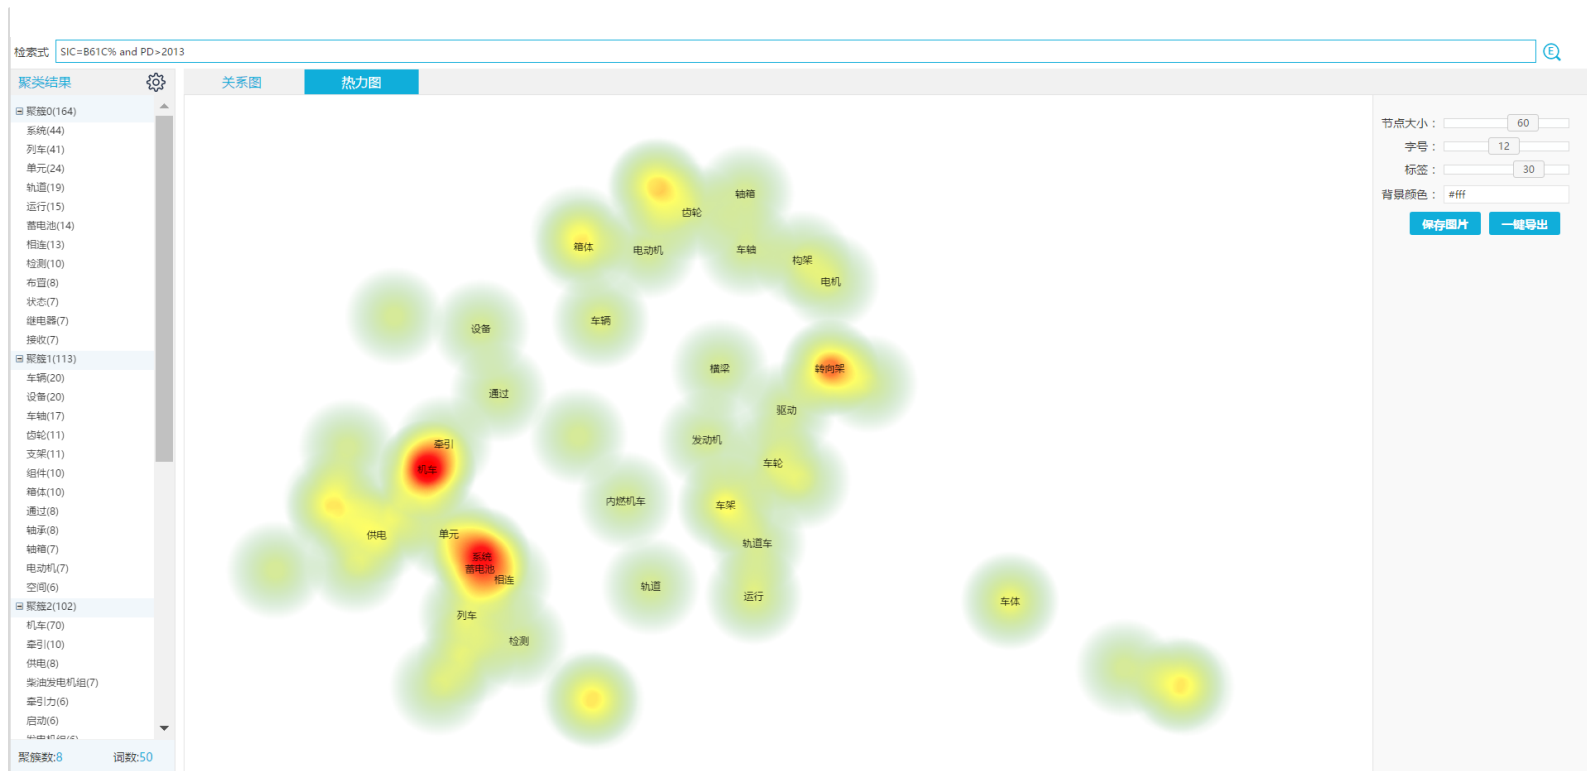 检索式 SIC=B61C% and PD>2013
聚类结果
关系图 热力图
聚簇0(164)
系统(44)
列车(41)
单元(24)
轨道(19)
运行(15)
蓄电池(14)
相连(13)
检测(10)
布置(8)
状态(7)
继电器(7)
接收(7)
聚簇1(113)
车辆(20)
设备(20)
车轴(17)
齿轮(11)
支架(11)
组件(10)
箱体(10)
通过(8)
轴承(8)
轴箱(7)
电动机(7)
空间(6)
聚簇2(102)
机车(70)
牵引(10)
供电(8)
柴油发电机组(7)
牵引力(6)
启动(6)
发电机组(6)
聚簇数:8 词数:50
轴箱
齿轮
箱体
电动机
车轴
构架
电机
设备
车辆
横梁
转向架
通过
驱动
牵引
发动机
机车
车轮
内燃机车
车架
供电
单元
轨道车
系统
蓄电池
相连
轨道
运行
车体
列车
检测
节点大小： 60
字号： 12
标签： 30
背景颜色： #fff
保存图片 一键导出